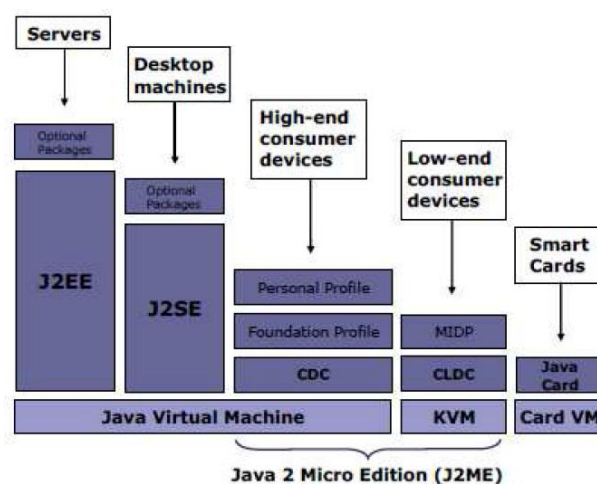 Servers
Desktop
machines
High-end
consumer
devices
Low-end
consumer
devices
Smart
Cards
Optional
Packages
J2EE
Optional
Packages
J2SE
Personal Profile
Foundation Profile
CDC
MIDP
CLDC
Java
Card
Java Virtual Machine
KVM
Card VM
Java 2 Micro Edition (J2ME)